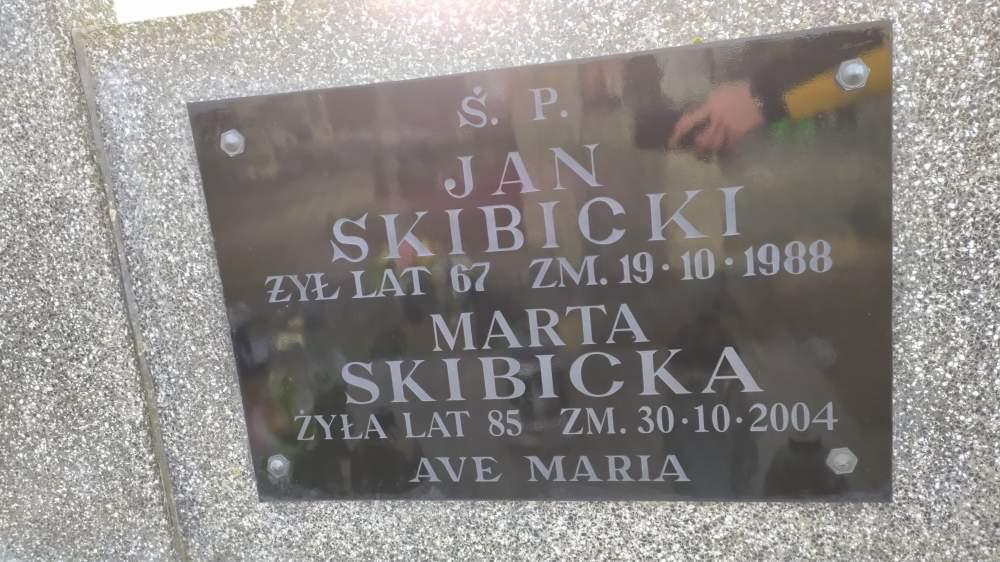 Ś. P.
JAN
SKIBICKI
ŻYŁ LAT 67 ZM. 19·10·1988
MARTA
SKIBICKA
ŻYŁA LAT 85 ZM. 30·10·2004
AVE MARIA